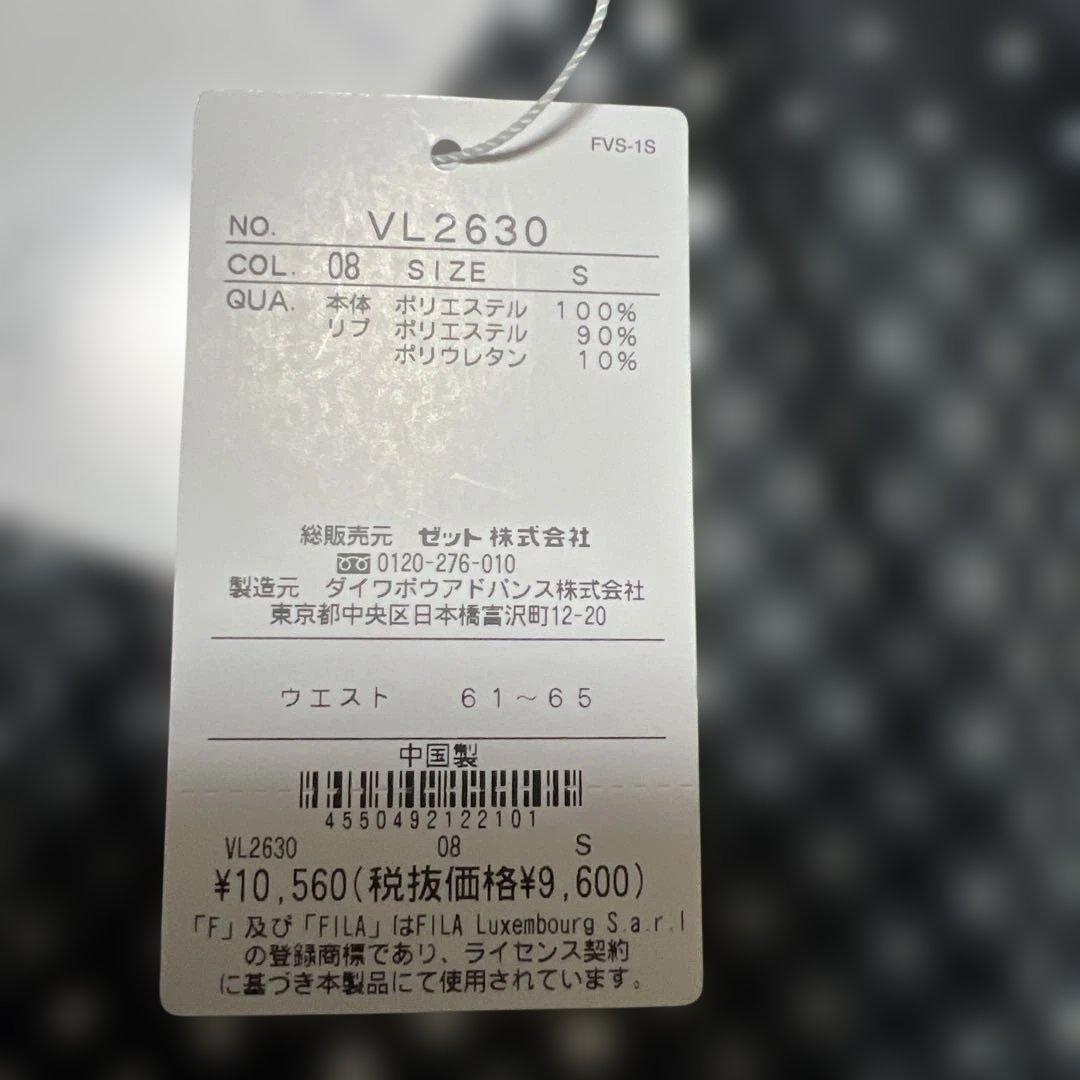 FVS-1S
NO. VL2630
COL. 08 SIZE S
QUA. 本体 ポリエステル 100%
リブ ポリエステル 90%
ポリウレタン 10%
総販売元 ゼット株式会社
0120-276-010
製造元 ダイワボウアドバンス株式会社
東京都中央区日本橋富沢町12-20
ウエスト 61～65
中国製
4550492122101
VL2630 08 S
¥10,560(税抜価格¥9,600)
「F」及び「FILA」はFILA Luxembourg S.a.r.l
の登録商標であり、ライセンス契約
に基づき本製品にて使用されています。